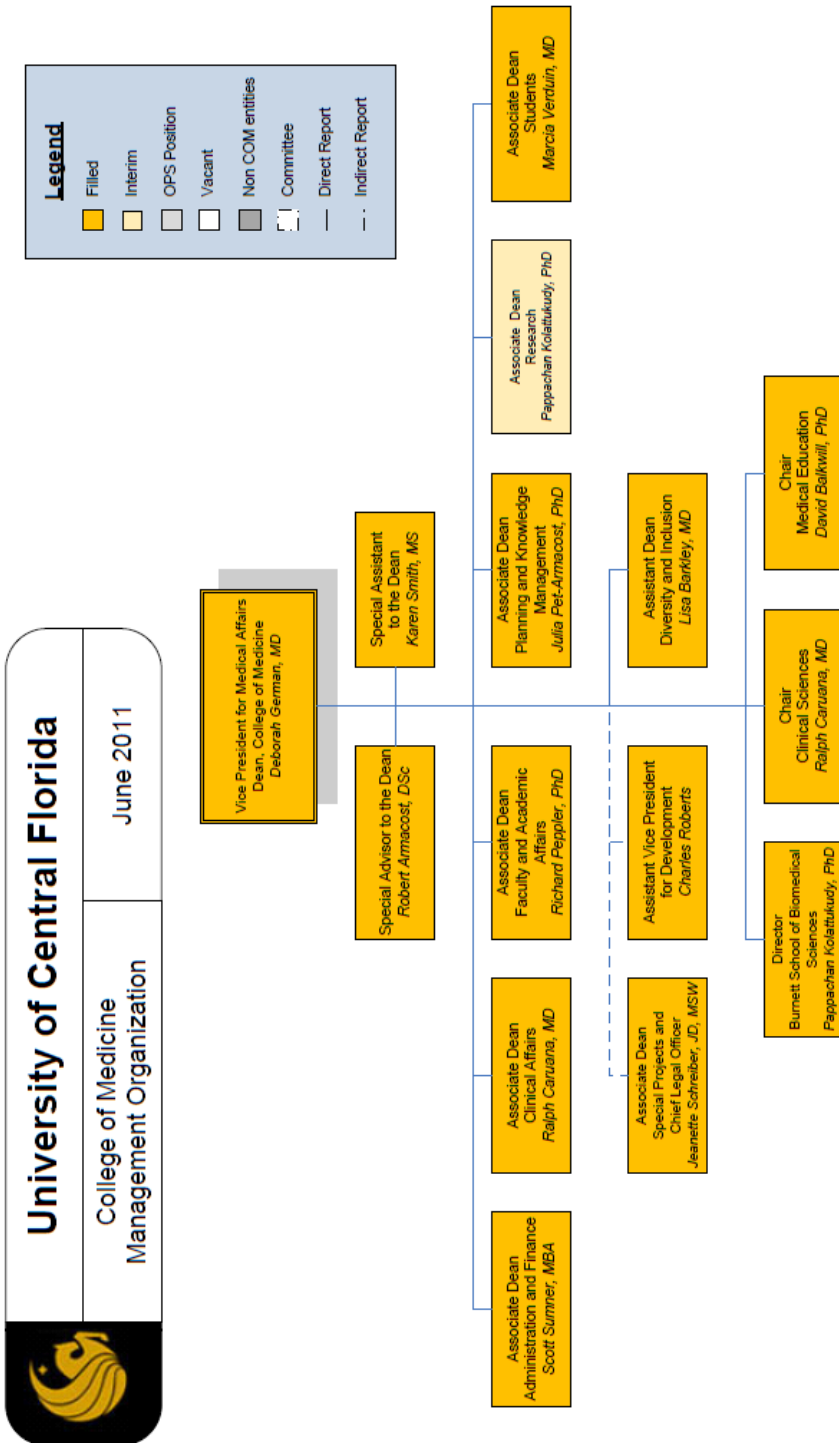 University of Central Florida
College of Medicine
Management Organization
June 2011
Legend
Filled
Interim
OPS Position
Vacant
Non COM entities
Committee
Direct Report
Indirect Report
Vice President for Medical Affairs
Dean, College of Medicine
Deborah German, MD
Special Advisor to the Dean
Robert Armacost, DSc
Special Assistant
to the Dean
Karen Smith, MS
Associate Dean
Administration and Finance
Scott Sumner, MBA
Associate Dean
Clinical Affairs
Ralph Caruana, MD
Associate Dean
Faculty and Academic
Affairs
Richard Peppler, PhD
Associate Dean
Planning and Knowledge
Management
Julia Pet-Armacost, PhD
Associate Dean
Research
Pappachan Kolattukudy, PhD
Associate Dean
Students
Marcia Verduin, MD
Associate Dean
Special Projects and
Chief Legal Officer
Jeanette Schreiber, JD, MSW
Assistant Vice President
for Development
Charles Roberts
Assistant Dean
Diversity and Inclusion
Lisa Barkley, MD
Director
Burnett School of Biomedical
Sciences
Pappachan Kolattukudy, PhD
Chair
Clinical Sciences
Ralph Caruana, MD
Chair
Medical Education
David Balkwill, PhD